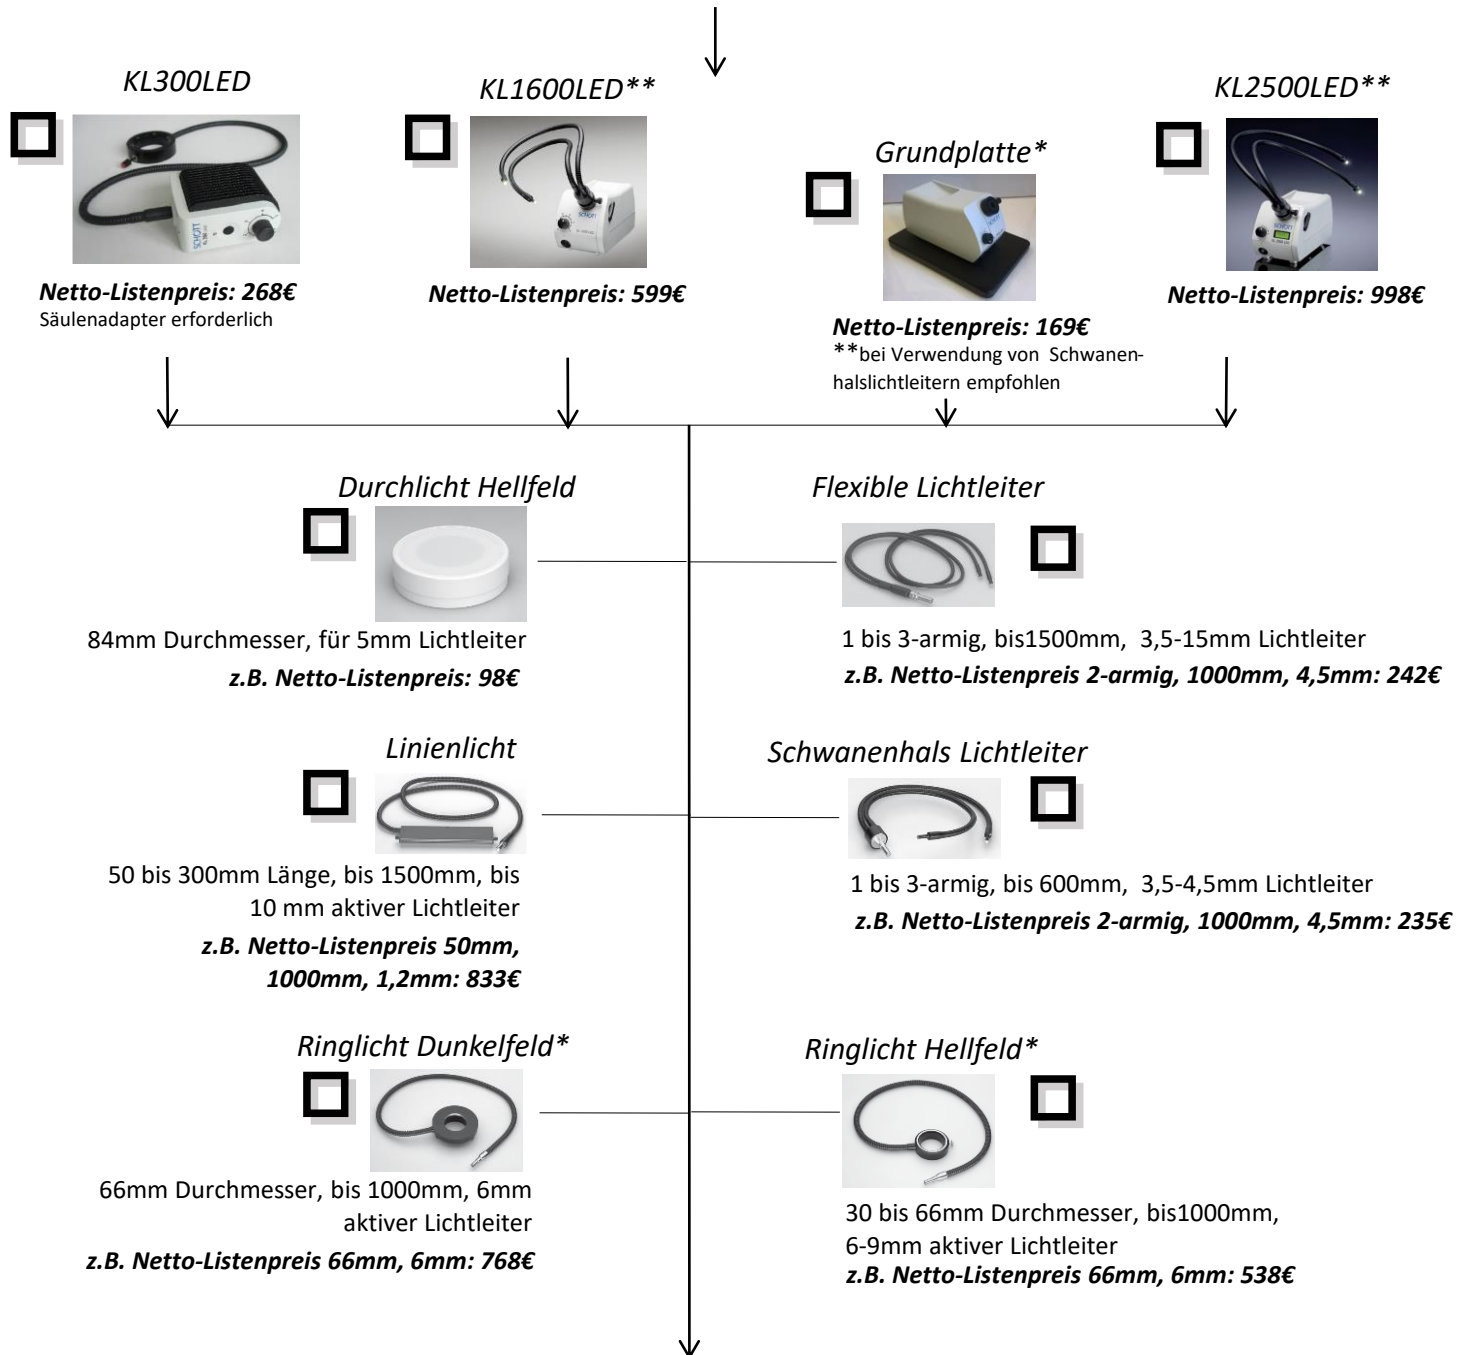 KL300LED
KL1600LED**
KL2500LED**
Grundplatte*
SCHOTT
SCHOTT
SCHOTT
Netto-Listenpreis: 268€
Säulenadapter erforderlich
Netto-Listenpreis: 599€
Netto-Listenpreis: 998€
Netto-Listenpreis: 169€
**bei Verwendung von Schwanen-
halslichtleitern empfohlen
Durchlicht Hellfeld
84mm Durchmesser, für 5mm Lichtleiter
z.B. Netto-Listenpreis: 98€
Flexible Lichtleiter
1 bis 3-armig, bis1500mm, 3,5-15mm Lichtleiter
z.B. Netto-Listenpreis 2-armig, 1000mm, 4,5mm: 242€
Linienlicht
50 bis 300mm Länge, bis 1500mm, bis
10 mm aktiver Lichtleiter
z.B. Netto-Listenpreis 50mm,
1000mm, 1,2mm: 833€
Schwanenhals Lichtleiter
1 bis 3-armig, bis 600mm, 3,5-4,5mm Lichtleiter
z.B. Netto-Listenpreis 2-armig, 1000mm, 4,5mm: 235€
Ringlicht Dunkelfeld*
66mm Durchmesser, bis 1000mm, 6mm
aktiver Lichtleiter
z.B. Netto-Listenpreis 66mm, 6mm: 768€
Ringlicht Hellfeld*
30 bis 66mm Durchmesser, bis1000mm,
6-9mm aktiver Lichtleiter
z.B. Netto-Listenpreis 66mm, 6mm: 538€